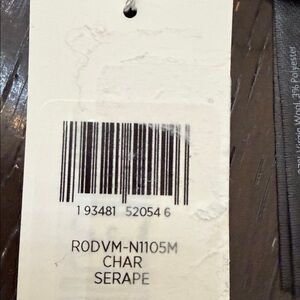 1 93481 52054 6
RODVM-N1105M
CHAR
SERAPE